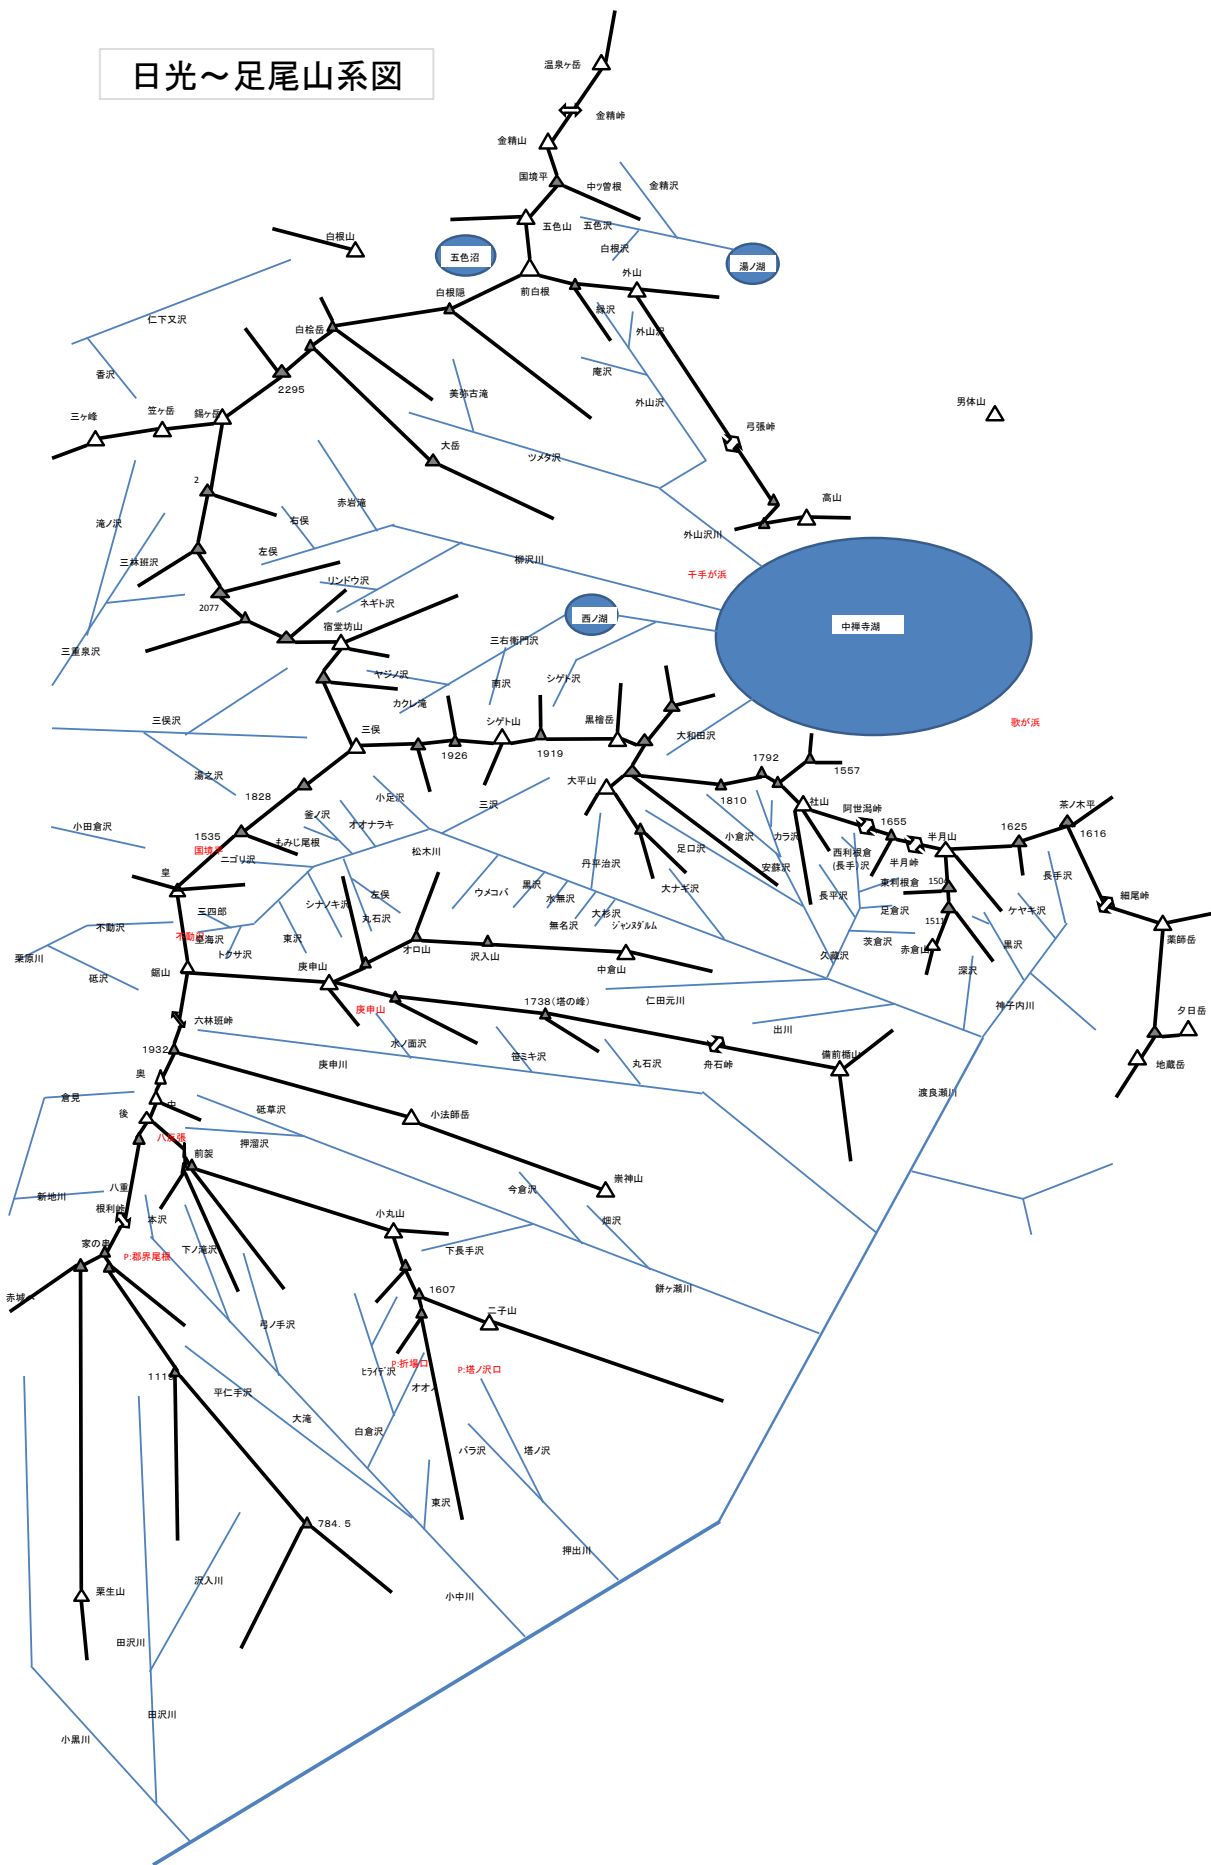 日光～足尾山系図
温泉ヶ岳
金精峠
金精山
国境平
中ツ曽根
金精沢
五色山
五色沢
白根沢
白根山
五色沼
湯ノ湖
前白根
外山
白根隠
緑沢
仁下又沢
白桧岳
外山沢
香沢
2295
美弥古滝
庵沢
外山沢
男体山
三ヶ峰
笠ヶ岳
錫ヶ岳
弓張峠
大岳
ツメタ沢
2
赤岩滝
高山
滝ノ沢
右俣
外山沢川
三林班沢
左俣
柳沢川
千手が浜
リンドウ沢
2077
ネギト沢
西ノ湖
中禅寺湖
宿堂坊山
三右衛門沢
三重泉沢
ヤジノ沢
南沢
シゲト沢
カクレ滝
三俣沢
三俣
シゲト山
黒檜岳
大和田沢
歌が浜
1926
1919
1792
1557
湯之沢
1828
小足沢
三沢
大平山
1810
社山
阿世潟峠
茶ノ木平
釜ノ沢
オオナラキ
1655
1625
1616
小田倉沢
1535
もみじ尾根
小倉沢
カラ沢
半月山
国境平
ニゴリ沢
松木川
足口沢
西利根倉
(長手)沢
半月峠
皇
丹平治沢
安蘇沢
長手沢
左俣
ウメコバ
黒沢
大ナギ沢
東利根倉
1504
細尾峠
シナノキ沢
水無沢
長平沢
三四郎
丸石沢
大杉沢
足倉沢
ケヤキ沢
不動沢
無名沢
ジャンダルム
1511
薬師岳
皇海沢
東沢
茨倉沢
黒沢
栗原川
トクサ沢
オロ山
沢入山
久蔵沢
赤倉山
鋸山
庚申山
中倉山
深沢
砥沢
仁田元川
1738(塔の峰)
神子内川
夕日岳
庚申山
六林班峠
出川
1932
水ノ面沢
笹ミキ沢
丸石沢
舟石峠
備前楯山
地蔵岳
奥
庚申川
倉見
中
渡良瀬川
後
砥草沢
小法師岳
押溜沢
前袈
八重
今倉沢
崇神山
新地川
根利峠
本沢
小丸山
畑沢
家の串
下ノ滝沢
下長手沢
P:郡界尾根
餅ヶ瀬川
赤城へ
1607
二子山
弓ノ手沢
P:折場口
P:塔ノ沢口
ﾋﾗｲﾃﾞ沢
平仁手沢
オオノ
大滝
白倉沢
バラ沢
塔ノ沢
東沢
784.5
押出川
沢入川
栗生山
小中川
田沢川
田沢川
小黒川